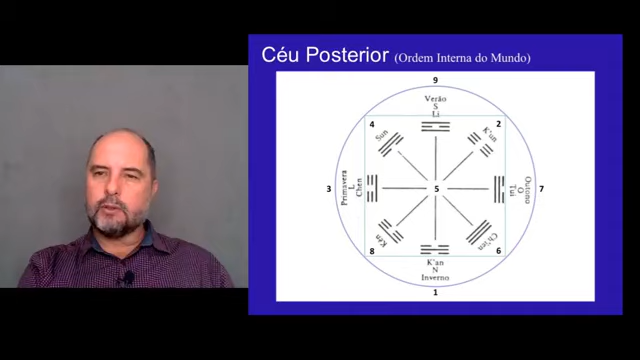 Céu Posterior (Ordem Interna do Mundo)
9
Verão
S
Li
4
Sun
2
K'un
3
Primavera
L
Chen
5
Outono
O
Tui
7
8
Kên
K'an
N
Inverno
6
Ch'ien
1